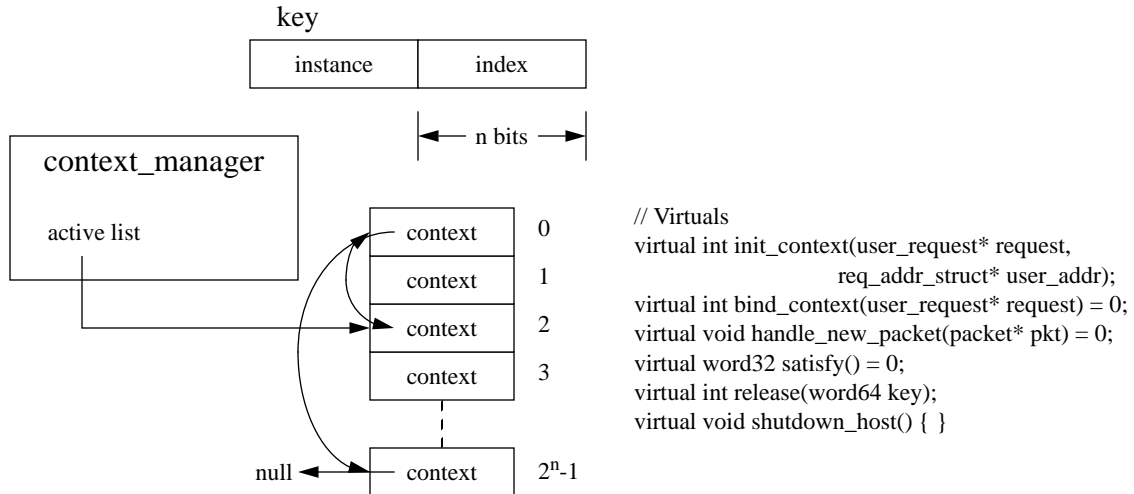 key
instance index
n bits
context_manager
active list
context 0
context 1
context 2
context 3
null context 2ⁿ-1
// Virtuals
virtual int init_context(user_request* request,
req_addr_struct* user_addr);
virtual int bind_context(user_request* request) = 0;
virtual void handle_new_packet(packet* pkt) = 0;
virtual word32 satisfy() = 0;
virtual int release(word64 key);
virtual void shutdown_host() { }